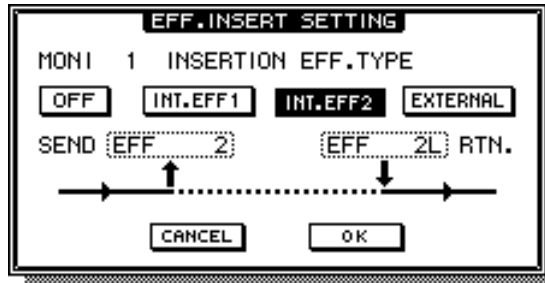 EFF.INSERT SETTING
MONI 1 INSERTION EFF.TYPE
OFF INT.EFF1 INT.EFF2 EXTERNAL
SEND EFF 2 EFF 2L RTN.
CANCEL OK